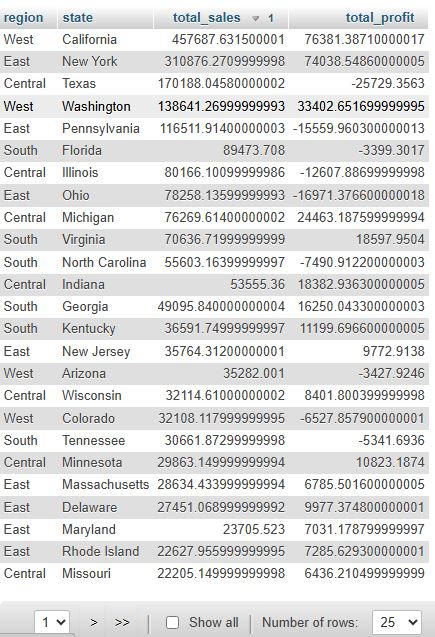 region state total_sales 1 total_profit
West California 457687.631500001 76381.38710000017
East New York 310876.2709999998 74038.54860000005
Central Texas 170188.04580000002 -25729.3563
West Washington 138641.26999999993 33402.651699999995
East Pennsylvania 116511.91400000003 -15559.960300000013
South Florida 89473.708 -3399.3017
Central Illinois 80166.10099999986 -12607.88699999998
East Ohio 78258.13599999993 -16971.376600000018
Central Michigan 76269.61400000002 24463.187599999994
South Virginia 70636.71999999999 18597.9504
South North Carolina 55603.16399999997 -7490.912200000003
Central Indiana 53555.36 18382.936300000005
South Georgia 49095.840000000004 16250.043300000003
South Kentucky 36591.74999999997 11199.696600000005
East New Jersey 35764.31200000001 9772.9138
West Arizona 35282.001 -3427.9246
Central Wisconsin 32114.61000000002 8401.800399999998
West Colorado 32108.117999999995 -6527.857900000001
South Tennessee 30661.87299999998 -5341.6936
Central Minnesota 29863.149999999994 10823.1874
East Massachusetts 28634.433999999994 6785.501600000005
East Delaware 27451.068999999992 9977.374800000001
East Maryland 23705.523 7031.178799999997
East Rhode Island 22627.955999999995 7285.629300000001
Central Missouri 22205.149999999998 6436.210499999999
1 > >> Show all Number of rows: 25